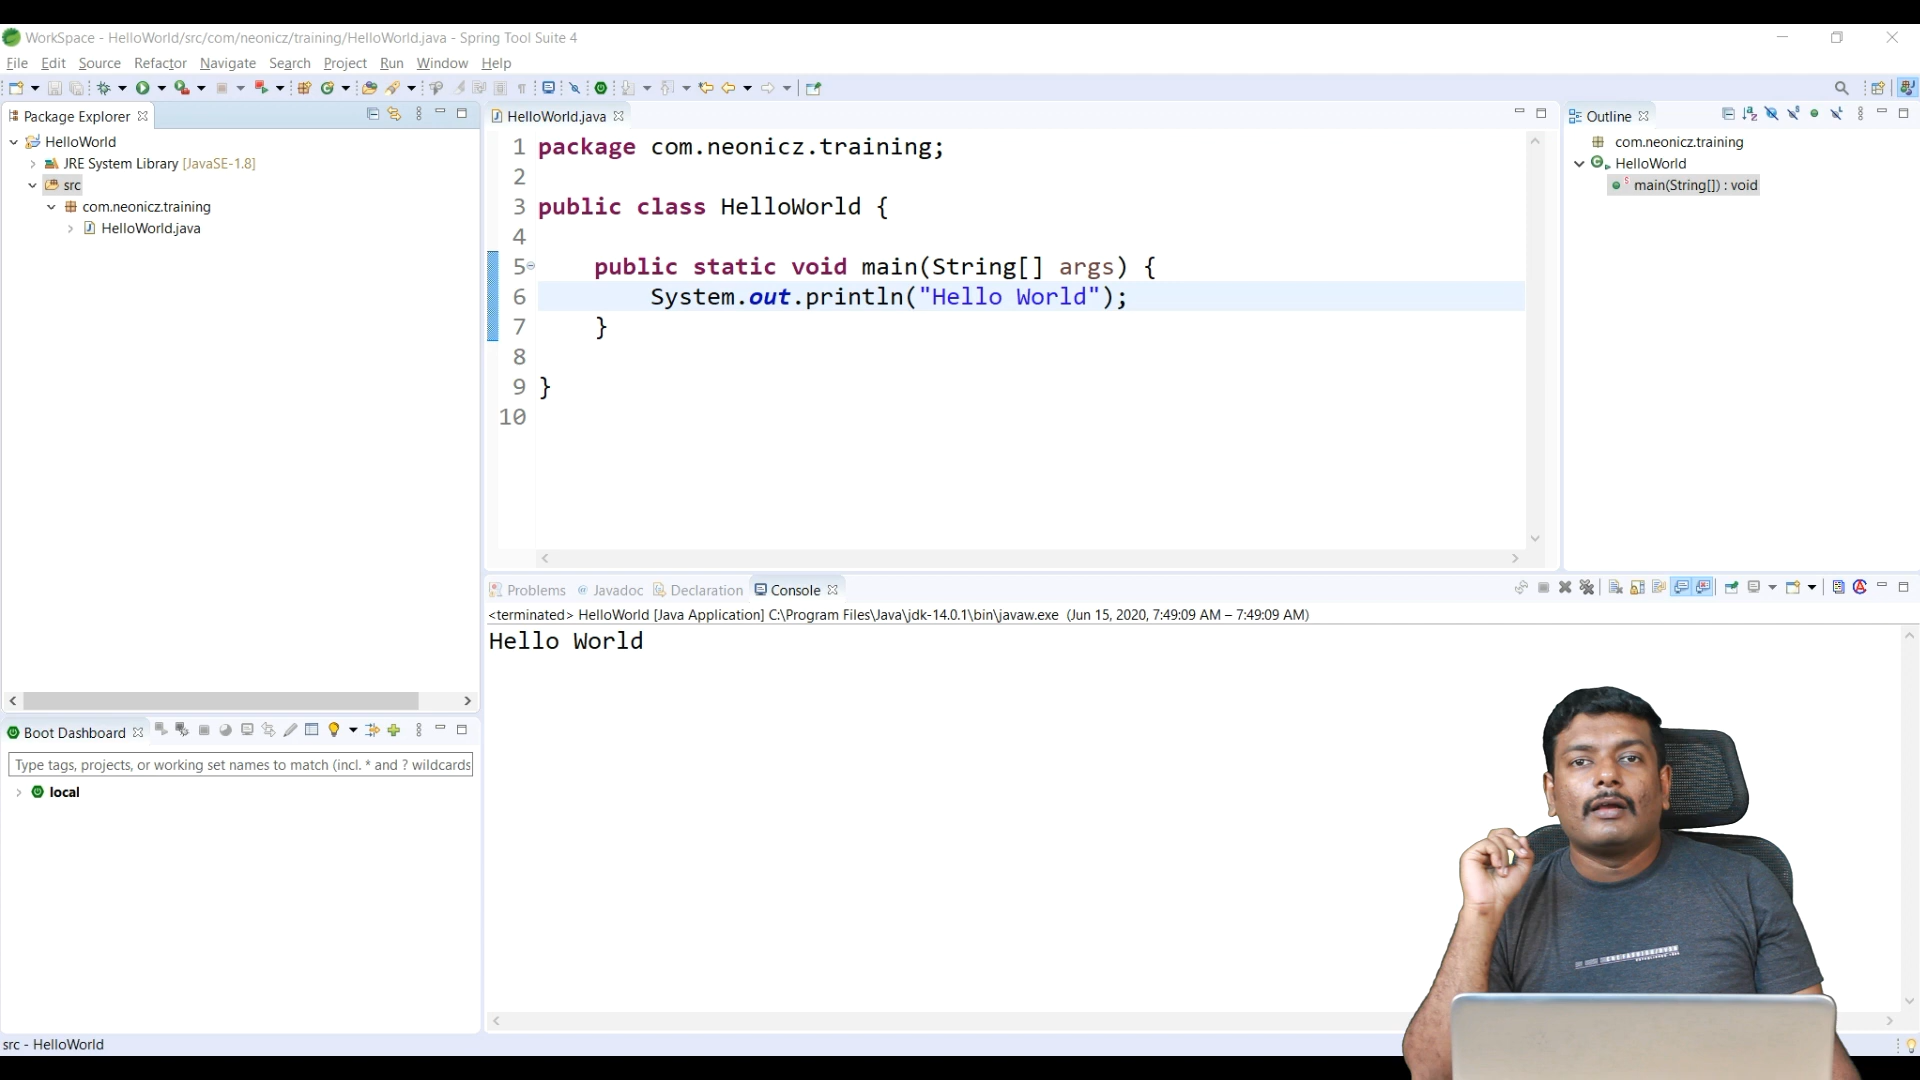 WorkSpace - HelloWorld/src/com/neonicz/training/HelloWorld.java - Spring Tool Suite 4
File Edit Source Refactor Navigate Search Project Run Window Help
Package Explorer
HelloWorld
JRE System Library [JavaSE-1.8]
src
com.neonicz.training
HelloWorld.java
HelloWorld.java
1 package com.neonicz.training;
2
3 public class HelloWorld {
4
5 public static void main(String[] args) {
6 System.out.println("Hello World");
7 }
8
9 }
10
Outline
com.neonicz.training
HelloWorld
main(String[]) : void
Problems Javadoc Declaration Console
<terminated> HelloWorld [Java Application] C:\Program Files\Java\jdk-14.0.1\bin\javaw.exe (Jun 15, 2020, 7:49:09 AM – 7:49:09 AM)
Hello World
Boot Dashboard
Type tags, projects, or working set names to match (incl. * and ? wildcards
local
src - HelloWorld